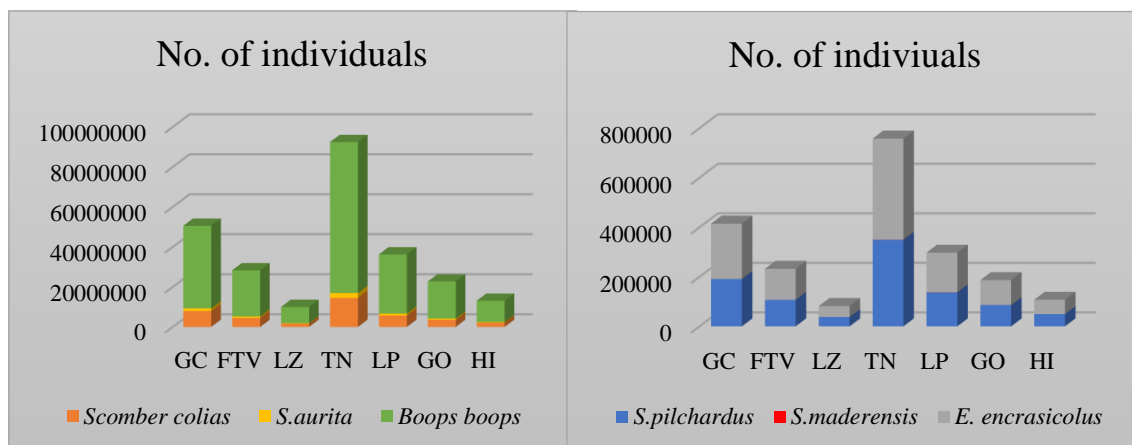 No. of individuals
100000000
80000000
60000000
40000000
20000000
0
GC FTV LZ TN LP GO HI
Scomber colias S.aurita Boops boops
No. of indiviuals
800000
600000
400000
200000
0
GC FTV LZ TN LP GO HI
S.pilchardus S.maderensis E. encrasicolus